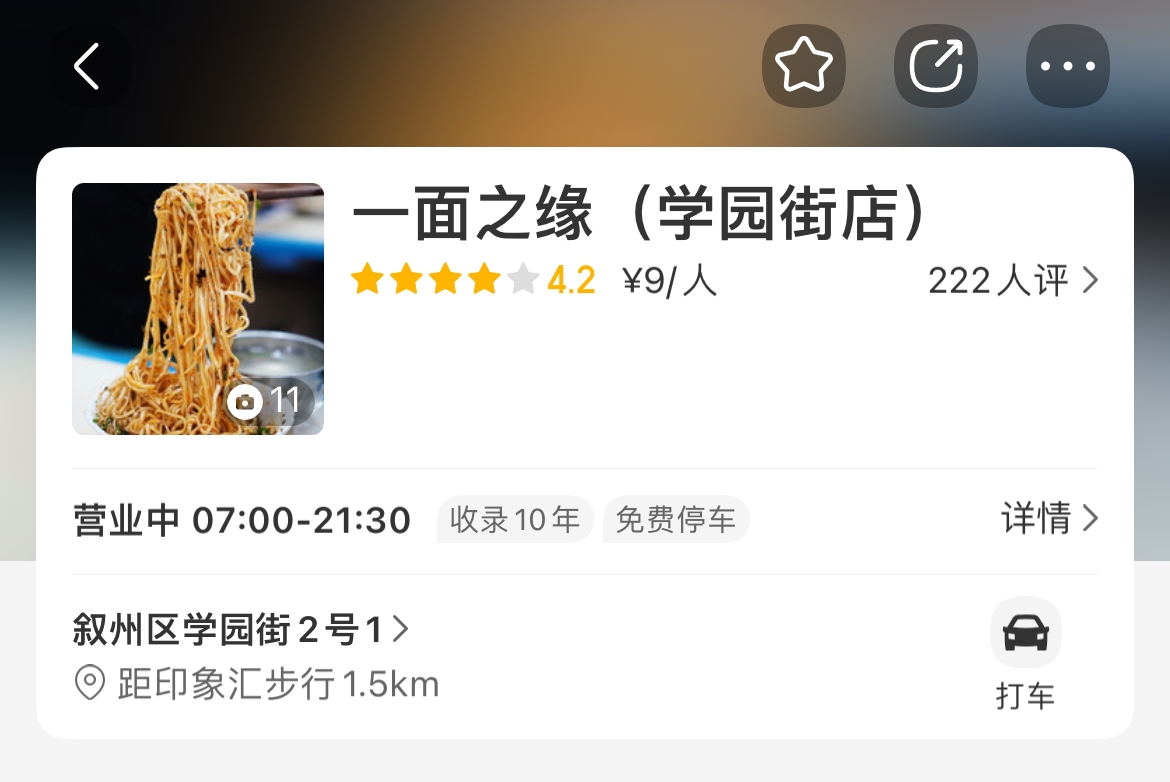 一面之缘（学园街店）
4.2 ¥9/人 222人评
11
营业中 07:00-21:30 收录10年 免费停车 详情
叙州区学园街2号1
距印象汇步行1.5km
打车